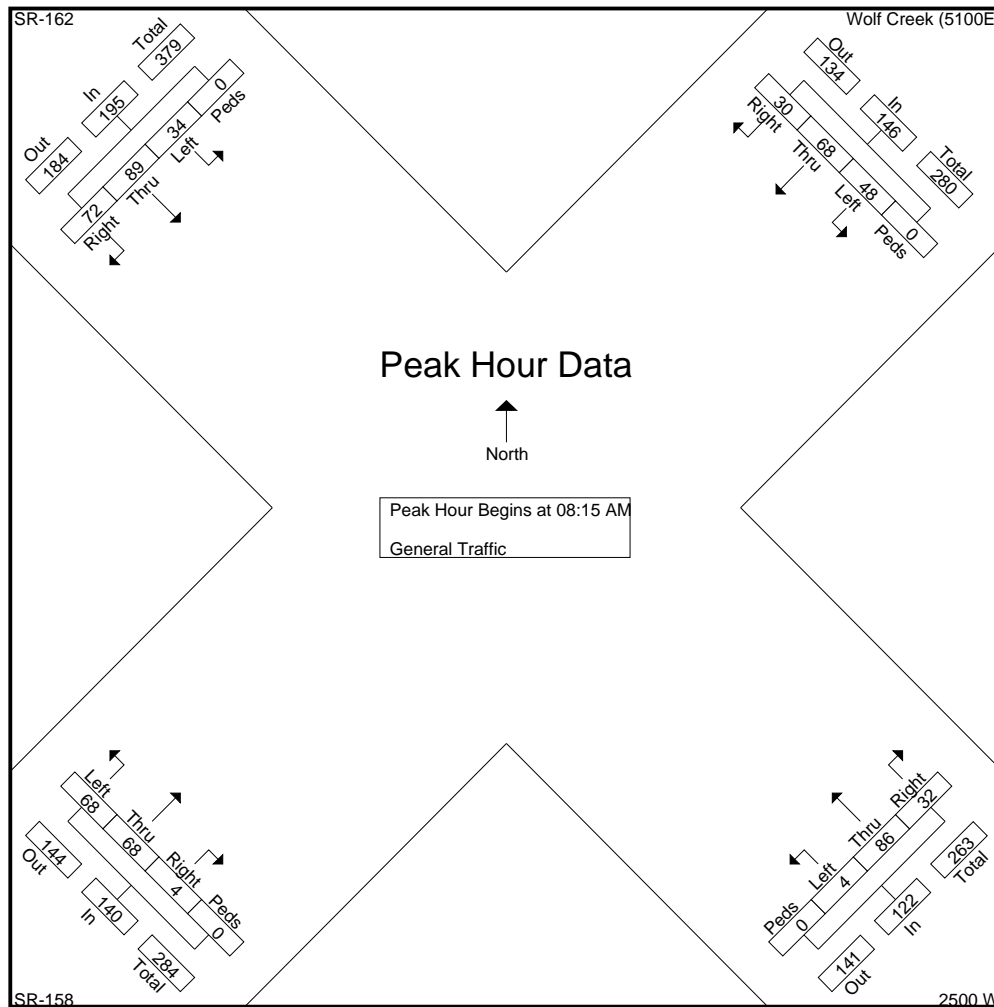 SR-162
Wolf Creek (5100E
Out
In
Total
184
195
379
72
89
34
0
Right
Thru
Left
Peds
Out
In
Total
134
146
280
30
68
48
0
Right
Thru
Left
Peds
Peak Hour Data
North
Peak Hour Begins at 08:15 AM
General Traffic
Left
Thru
Right
Peds
68
68
4
0
144
140
284
Out
In
Total
Peds
Left
Thru
Right
0
4
86
32
141
122
263
Out
In
Total
SR-158
2500 W